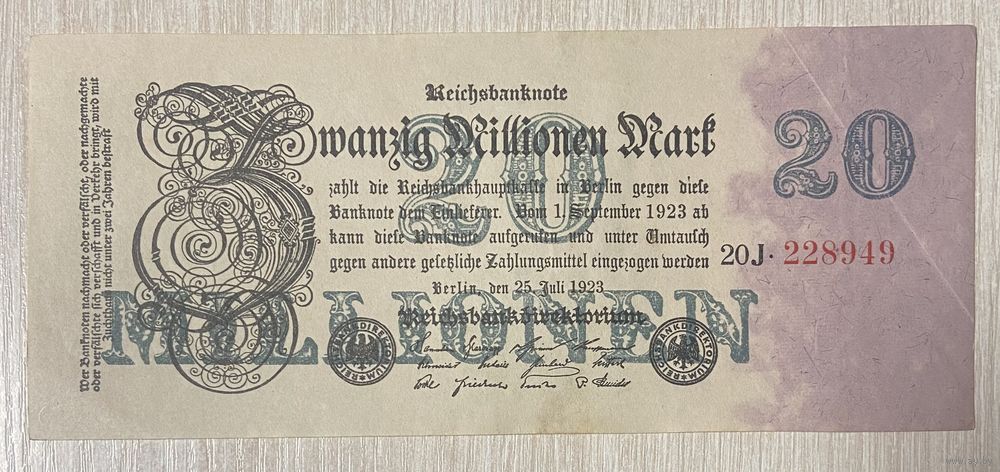 Wer Banknoten nachmacht oder verfälscht, oder nachgemachte
oder verfälschte sich verschafft und in Verkehr bringt, wird mit
Zuchthaus nicht unter zwei Jahren bestraft
Reichsbanknote
Zwanzig Millionen Mark
20
20
zahlt die Reichsbankhauptkasse in Berlin gegen diese
Banknote dem Einlieferer. Vom 1. September 1923 ab
kann diese Banknote aufgerufen und unter Umtausch
gegen andere gesetzliche Zahlungsmittel eingezogen werden
20J· 228949
Berlin, den 25. Juli 1923
MILLIONEN
Reichsbankdirektorium
REICHSBANKDIREKTORIUM
REICHSBANKDIREKTORIUM